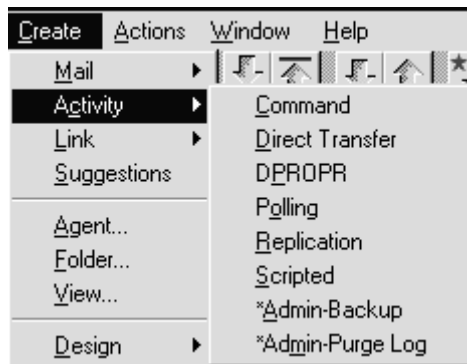 Create Actions Window Help
Mail
Activity
Link
Suggestions
Agent...
Folder...
View...
Design
Command
Direct Transfer
DPROPR
Polling
Replication
Scripted
*Admin-Backup
*Admin-Purge Log